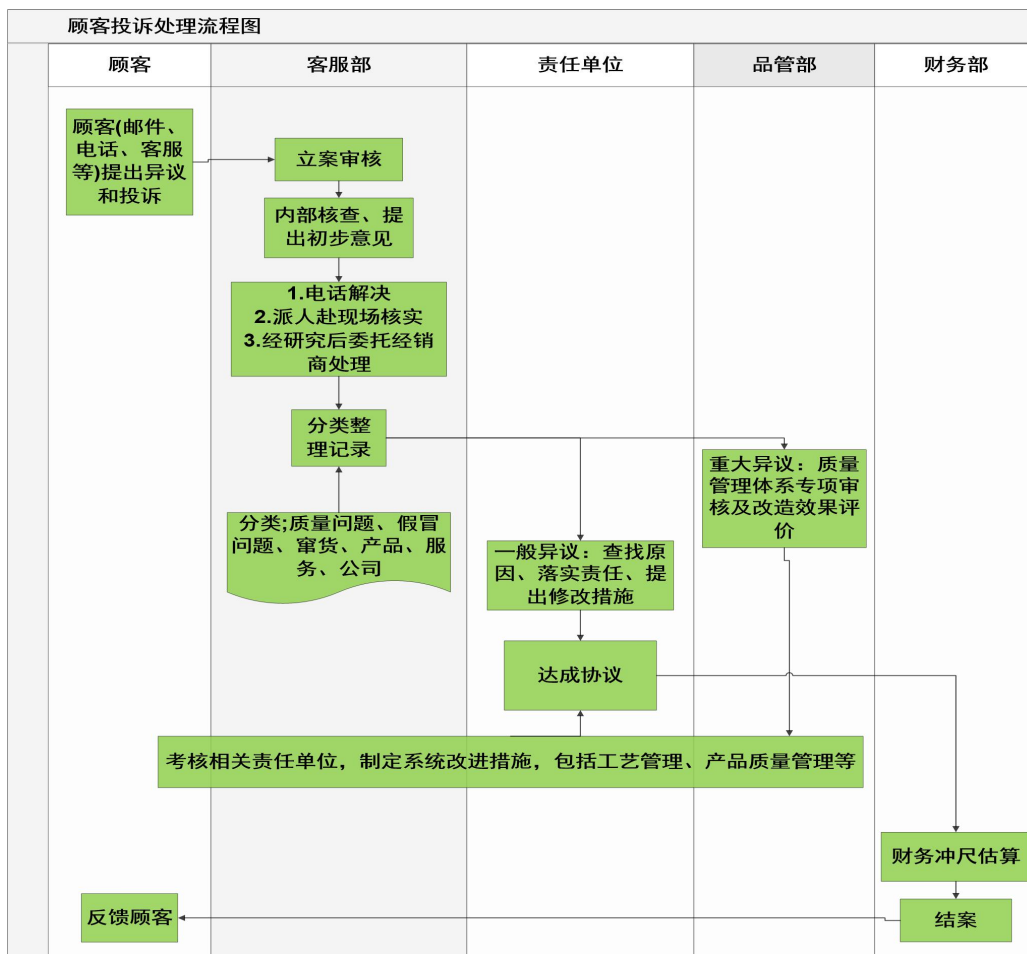 顾客投诉处理流程图
顾客
客服部
责任单位
品管部
财务部
顾客(邮件、
电话、客服
等)提出异议
和投诉
立案审核
内部核查、提
出初步意见
1.电话解决
2.派人赴现场核实
3.经研究后委托经销
商处理
分类整
理记录
分类;质量问题、假冒
问题、窜货、产品、服
务、公司
重大异议：质量
管理体系专项审
核及改造效果评
价
一般异议：查找原
因、落实责任、提
出修改措施
达成协议
考核相关责任单位，制定系统改进措施，包括工艺管理、产品质量管理等
财务冲尺估算
结案
反馈顾客